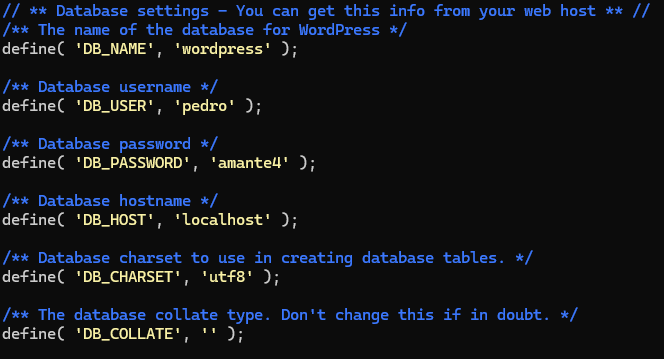 // ** Database settings - You can get this info from your web host ** //
/** The name of the database for WordPress */
define( 'DB_NAME', 'wordpress' );
/** Database username */
define( 'DB_USER', 'pedro' );
/** Database password */
define( 'DB_PASSWORD', 'amante4' );
/** Database hostname */
define( 'DB_HOST', 'localhost' );
/** Database charset to use in creating database tables. */
define( 'DB_CHARSET', 'utf8' );
/** The database collate type. Don't change this if in doubt. */
define( 'DB_COLLATE', '' );